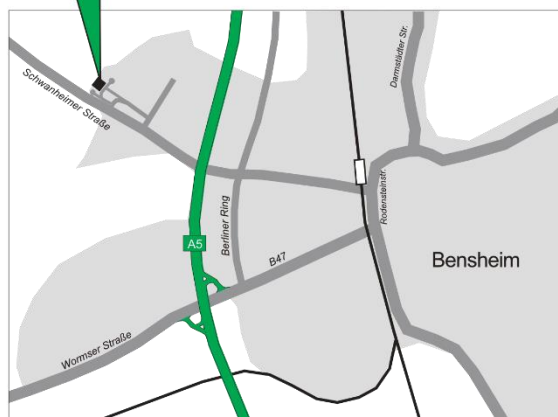 Schwanheimer Straße
Darmstädter Str.
Rodensteinstr.
A5
Berliner Ring
B47
Bensheim
Wormser Straße